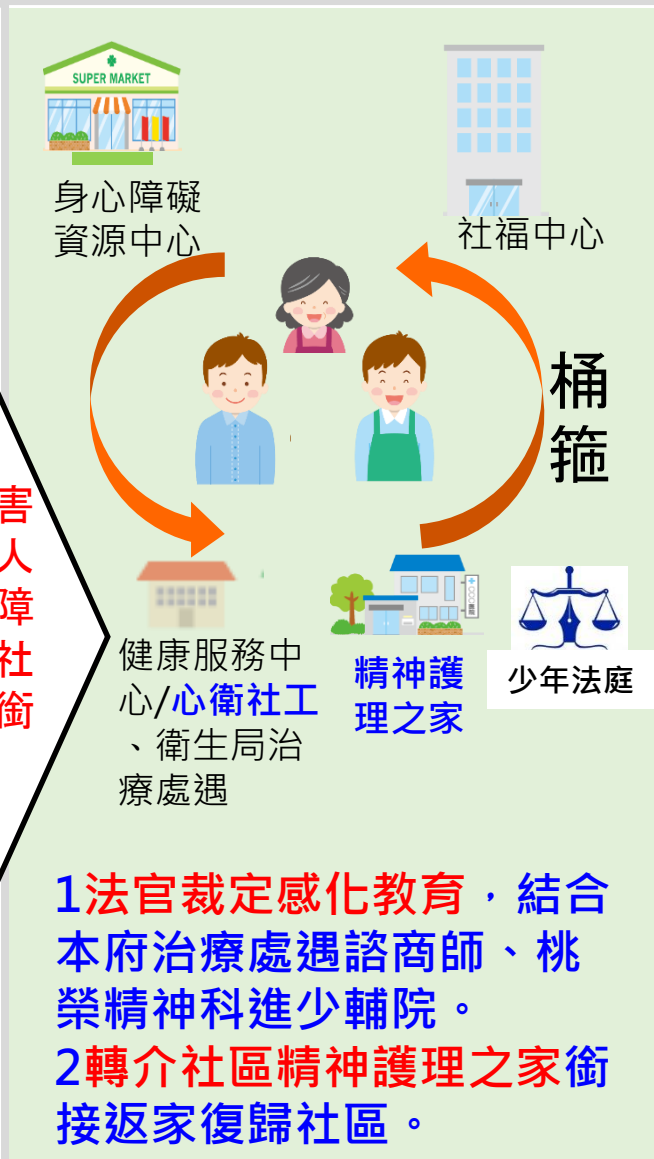 SUPER MARKET
身心障礙
資源中心
社福中心
桶
箍
害
人
障
社
銜
健康服務中
心/心衛社工
、衛生局治
療處遇
精神護
理之家
少年法庭
1法官裁定感化教育，結合
本府治療處遇諮商師、桃
榮精神科進少輔院。
2轉介社區精神護理之家銜
接返家復歸社區。